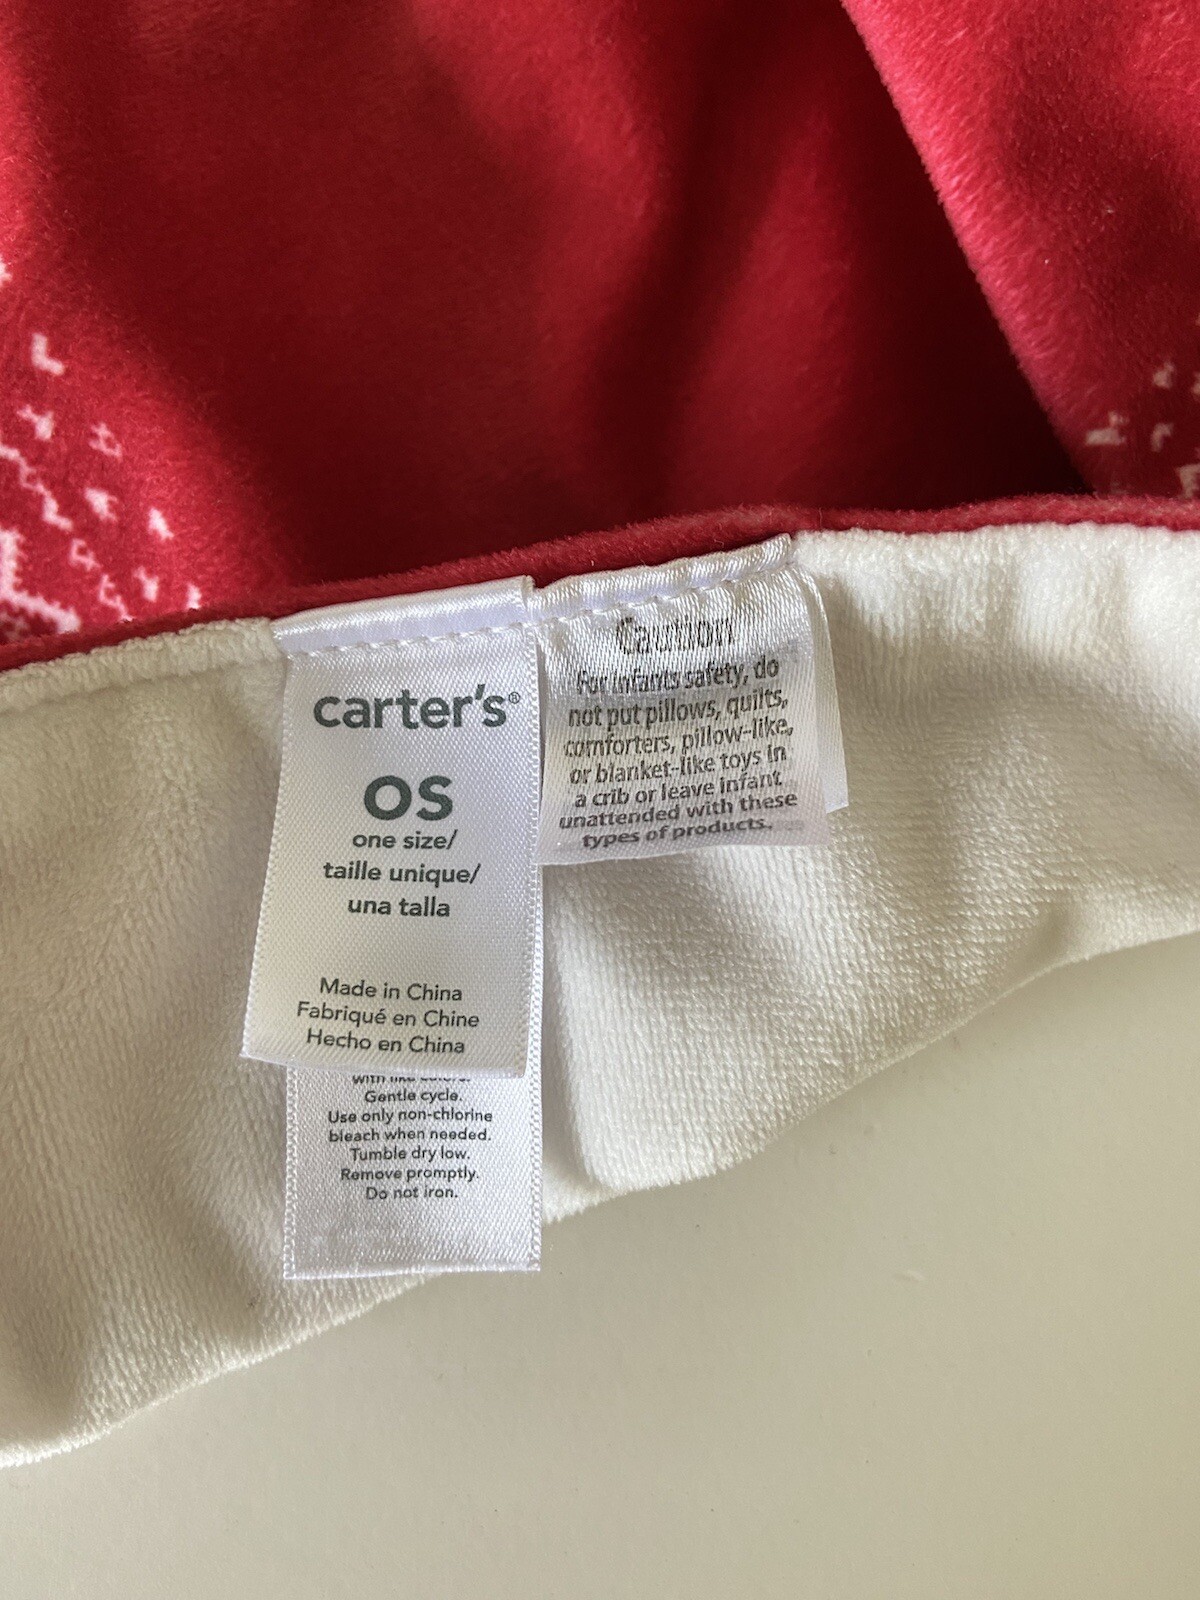 carter's®
OS
one size/
taille unique/
una talla
Made in China
Fabriqué en Chine
Hecho en China
with like colors.
Gentle cycle.
Use only non-chlorine
bleach when needed.
Tumble dry low.
Remove promptly.
Do not iron.
Caution
For infants safety, do
not put pillows, quilts,
comforters, pillow-like,
or blanket-like toys in
a crib or leave infant
unattended with these
types of products.